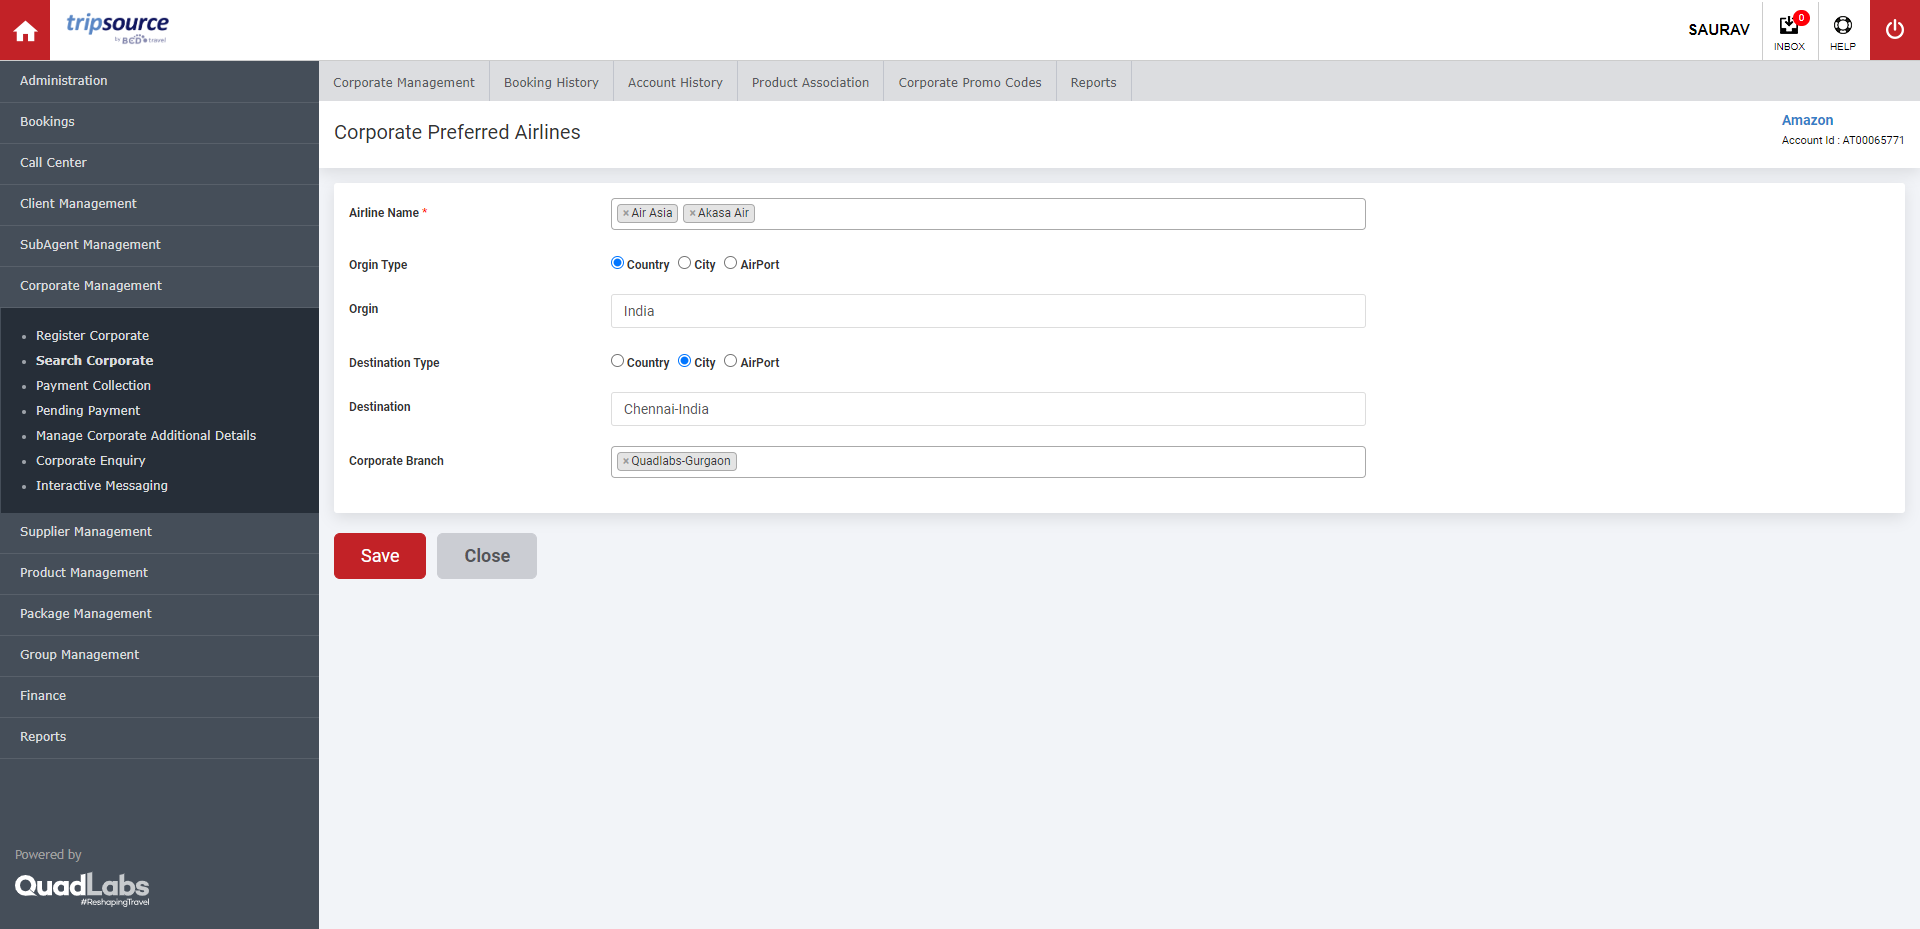 tripsource
by BCD travel
SAURAV
0
INBOX
HELP
Administration
Bookings
Call Center
Client Management
SubAgent Management
Corporate Management
Register Corporate
Search Corporate
Payment Collection
Pending Payment
Manage Corporate Additional Details
Corporate Enquiry
Interactive Messaging
Supplier Management
Product Management
Package Management
Group Management
Finance
Reports
Powered by
QuadLabs
#ReshapingTravel
Corporate Management
Booking History
Account History
Product Association
Corporate Promo Codes
Reports
Corporate Preferred Airlines
Amazon
Account Id : AT00065771
Airline Name *
× Air Asia × Akasa Air
Orgin Type
Country City AirPort
Orgin
India
Destination Type
Country City AirPort
Destination
Chennai-India
Corporate Branch
× Quadlabs-Gurgaon
Save Close